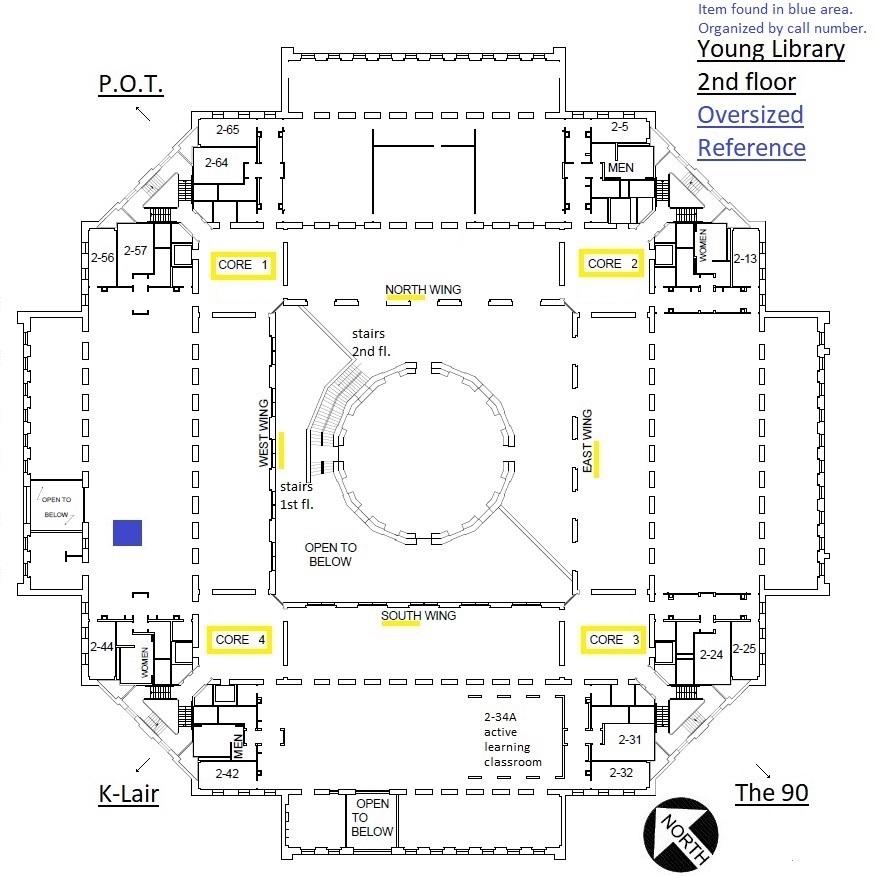 Item found in blue area.
Organized by call number.
Young Library
2nd floor
Oversized
Reference
P.O.T.
2-65
2-64
2-5
MEN
2-56
2-57
WOMEN
2-13
CORE 1
CORE 2
NORTH WING
stairs
2nd fl.
WEST WING
EAST WING
stairs
1st fl.
OPEN TO
BELOW
OPEN TO
BELOW
SOUTH WING
CORE 4
CORE 3
2-44
WOMEN
2-24
2-25
2-34A
active
learning
classroom
MEN
2-42
2-31
2-32
K-Lair
OPEN
TO
BELOW
The 90
NORTH